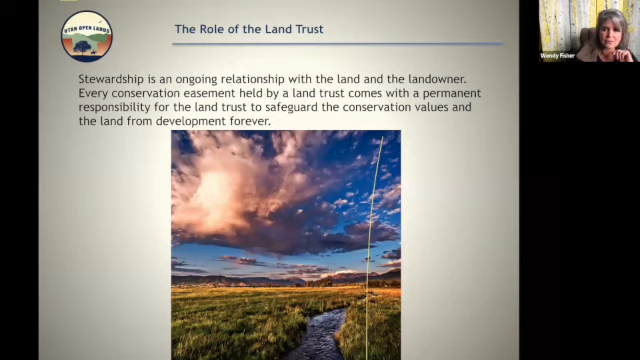 UTAH OPEN LANDS
The Role of the Land Trust
Wendy Fisher
Stewardship is an ongoing relationship with the land and the landowner.
Every conservation easement held by a land trust comes with a permanent
responsibility for the land trust to safeguard the conservation values and
the land from development forever.